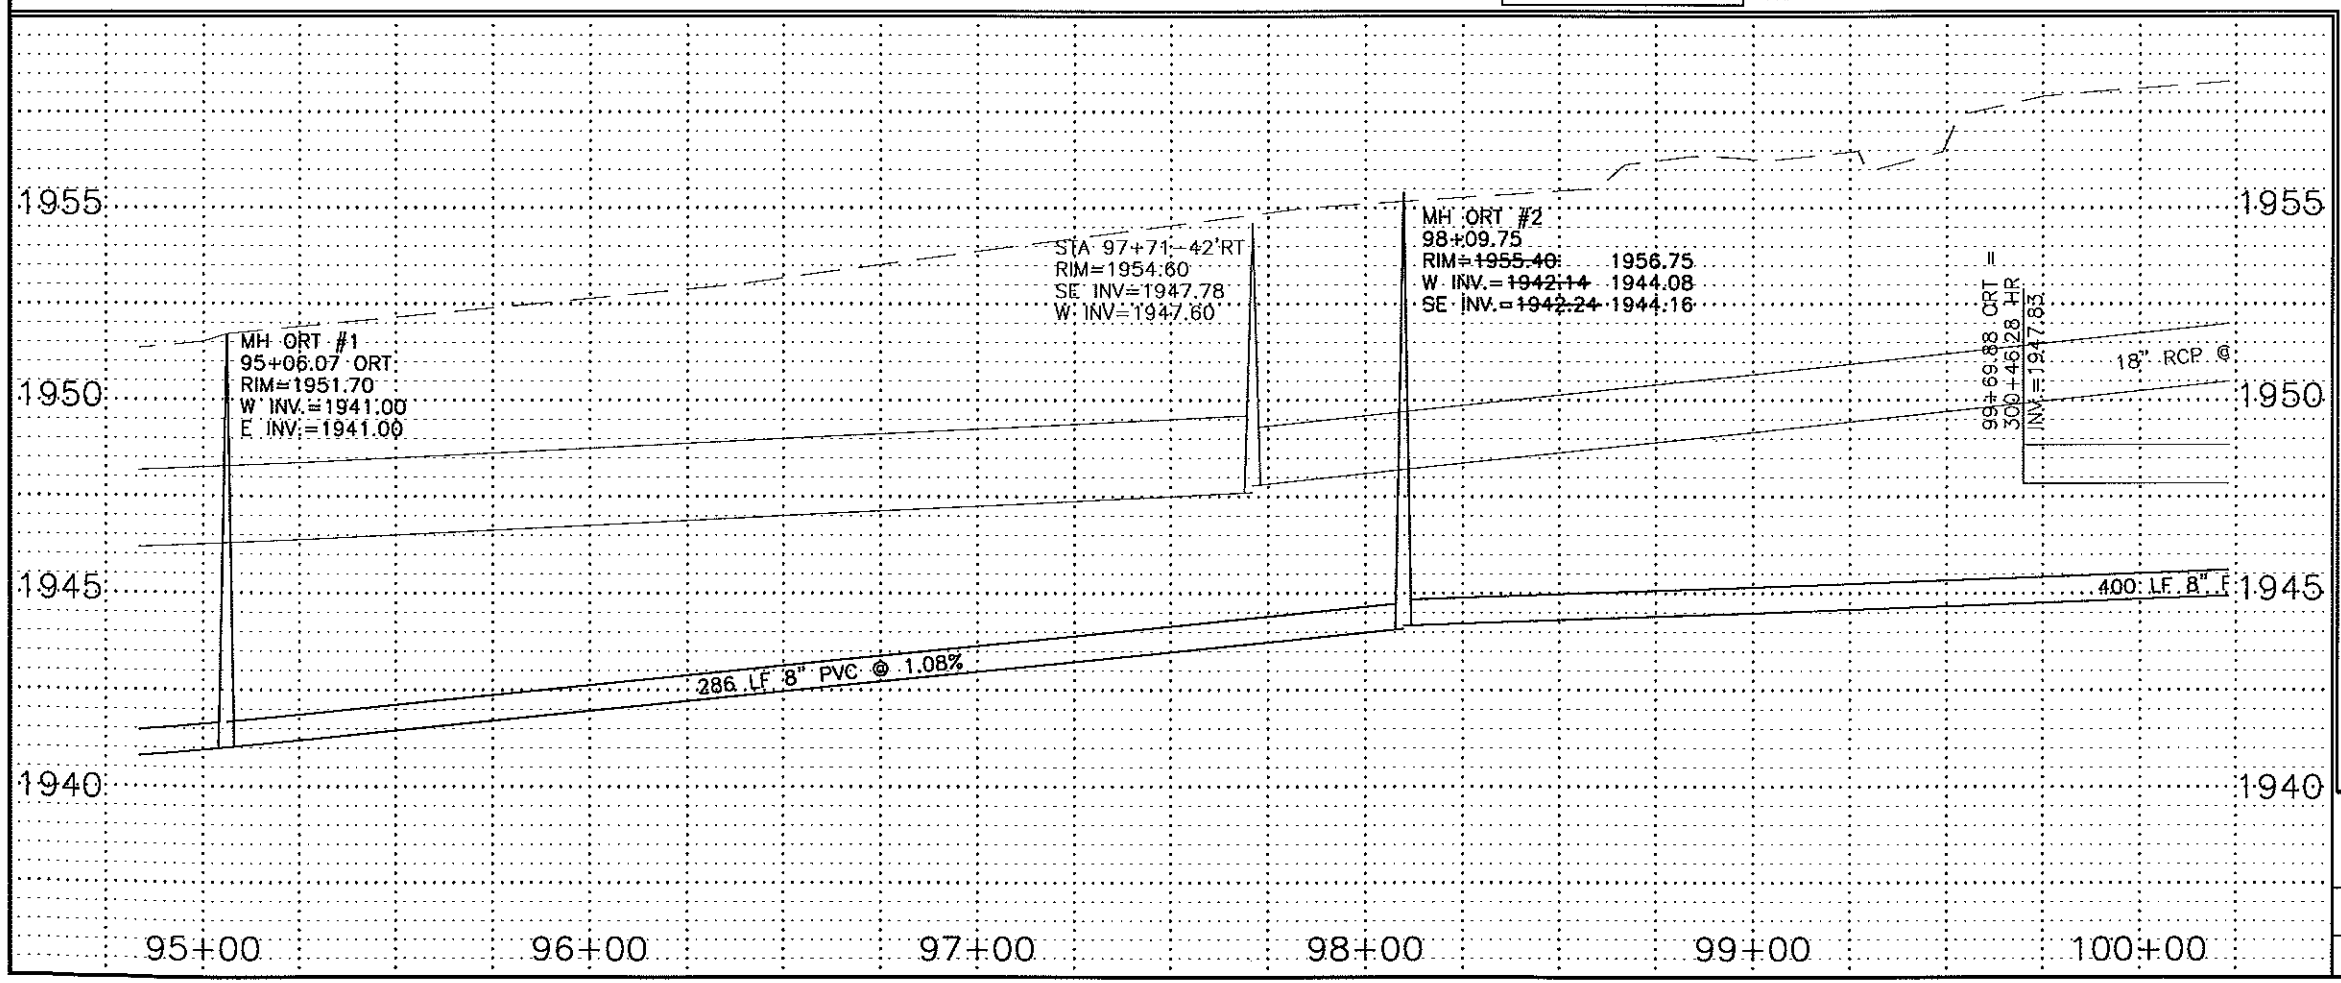 1955
1950
1945
1940
MH ORT #1
95+06.07 ORT
RIM=1951.70
W INV.=1941.00
E INV.=1941.00
286 LF 8" PVC @ 1.08%
STA 97+71 42'RT
RIM=1954.60
SE INV=1947.78
W INV=1947.60
MH ORT #2
98+09.75
RIM=1955.40 1956.75
W INV.=1942.14 1944.08
SE INV.=1942.24 1944.16
99+69.88 ORT =
300+46.28 HR
INV.=1947.83
18" RCP @
400 LF 8"
1955
1950
1945
1940
95+00 96+00 97+00 98+00 99+00 100+00